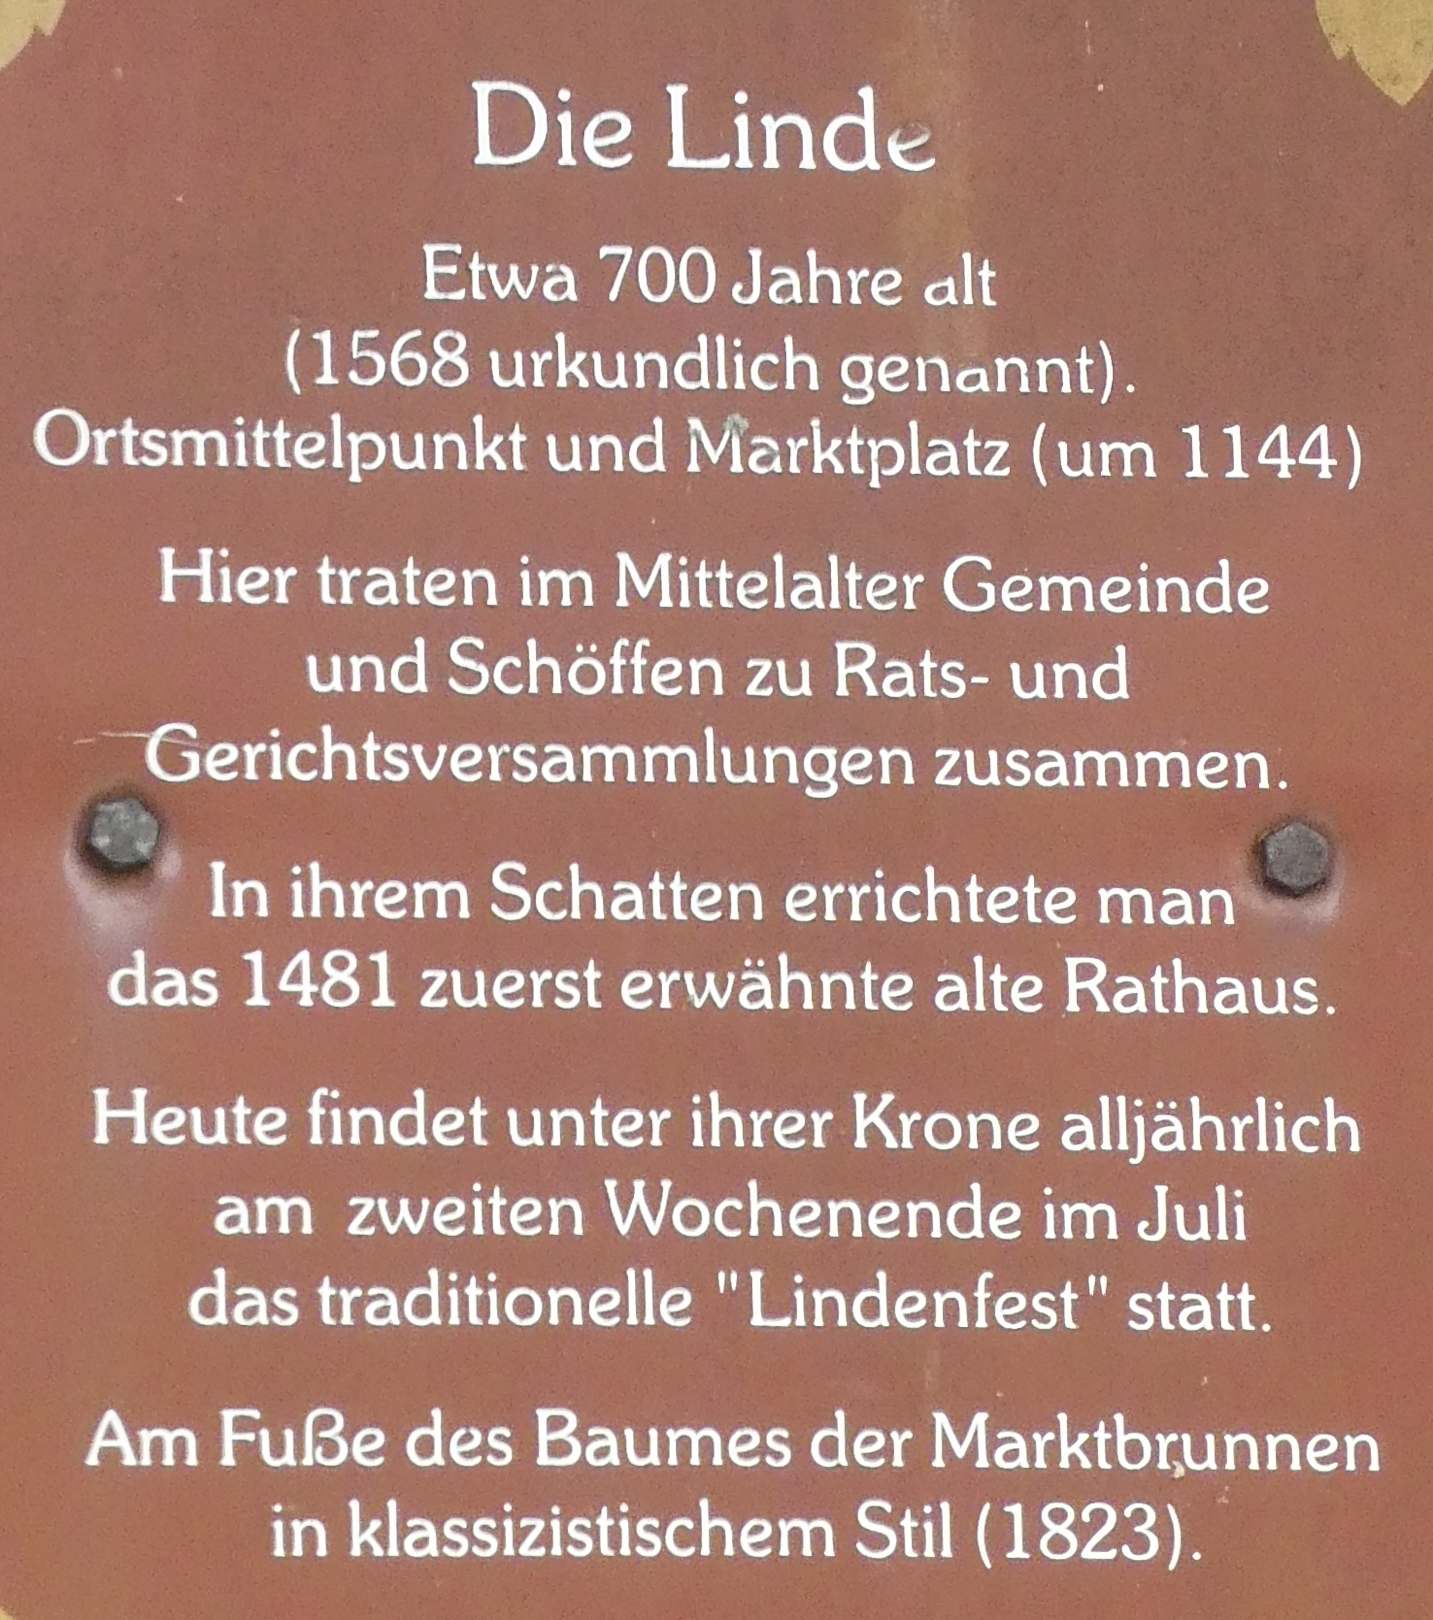 Die Linde
Etwa 700 Jahre alt
(1568 urkundlich genannt).
Ortsmittelpunkt und Marktplatz (um 1144)
Hier traten im Mittelalter Gemeinde
und Schöffen zu Rats- und
Gerichtsversammlungen zusammen.
In ihrem Schatten errichtete man
das 1481 zuerst erwähnte alte Rathaus.
Heute findet unter ihrer Krone alljährlich
am zweiten Wochenende im Juli
das traditionelle "Lindenfest" statt.
Am Fuße des Baumes der Marktbrunnen
in klassizistischem Stil (1823).